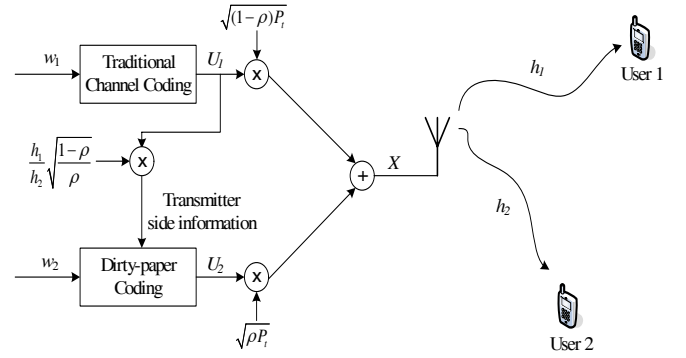 √(1−ρ)P_t
w_1
Traditional
Channel Coding
U_1
x
h_1
User 1
h_1/h_2 √((1−ρ)/ρ)
x
Transmitter
side information
+
X
h_2
w_2
Dirty-paper
Coding
U_2
x
√ρP_t
User 2